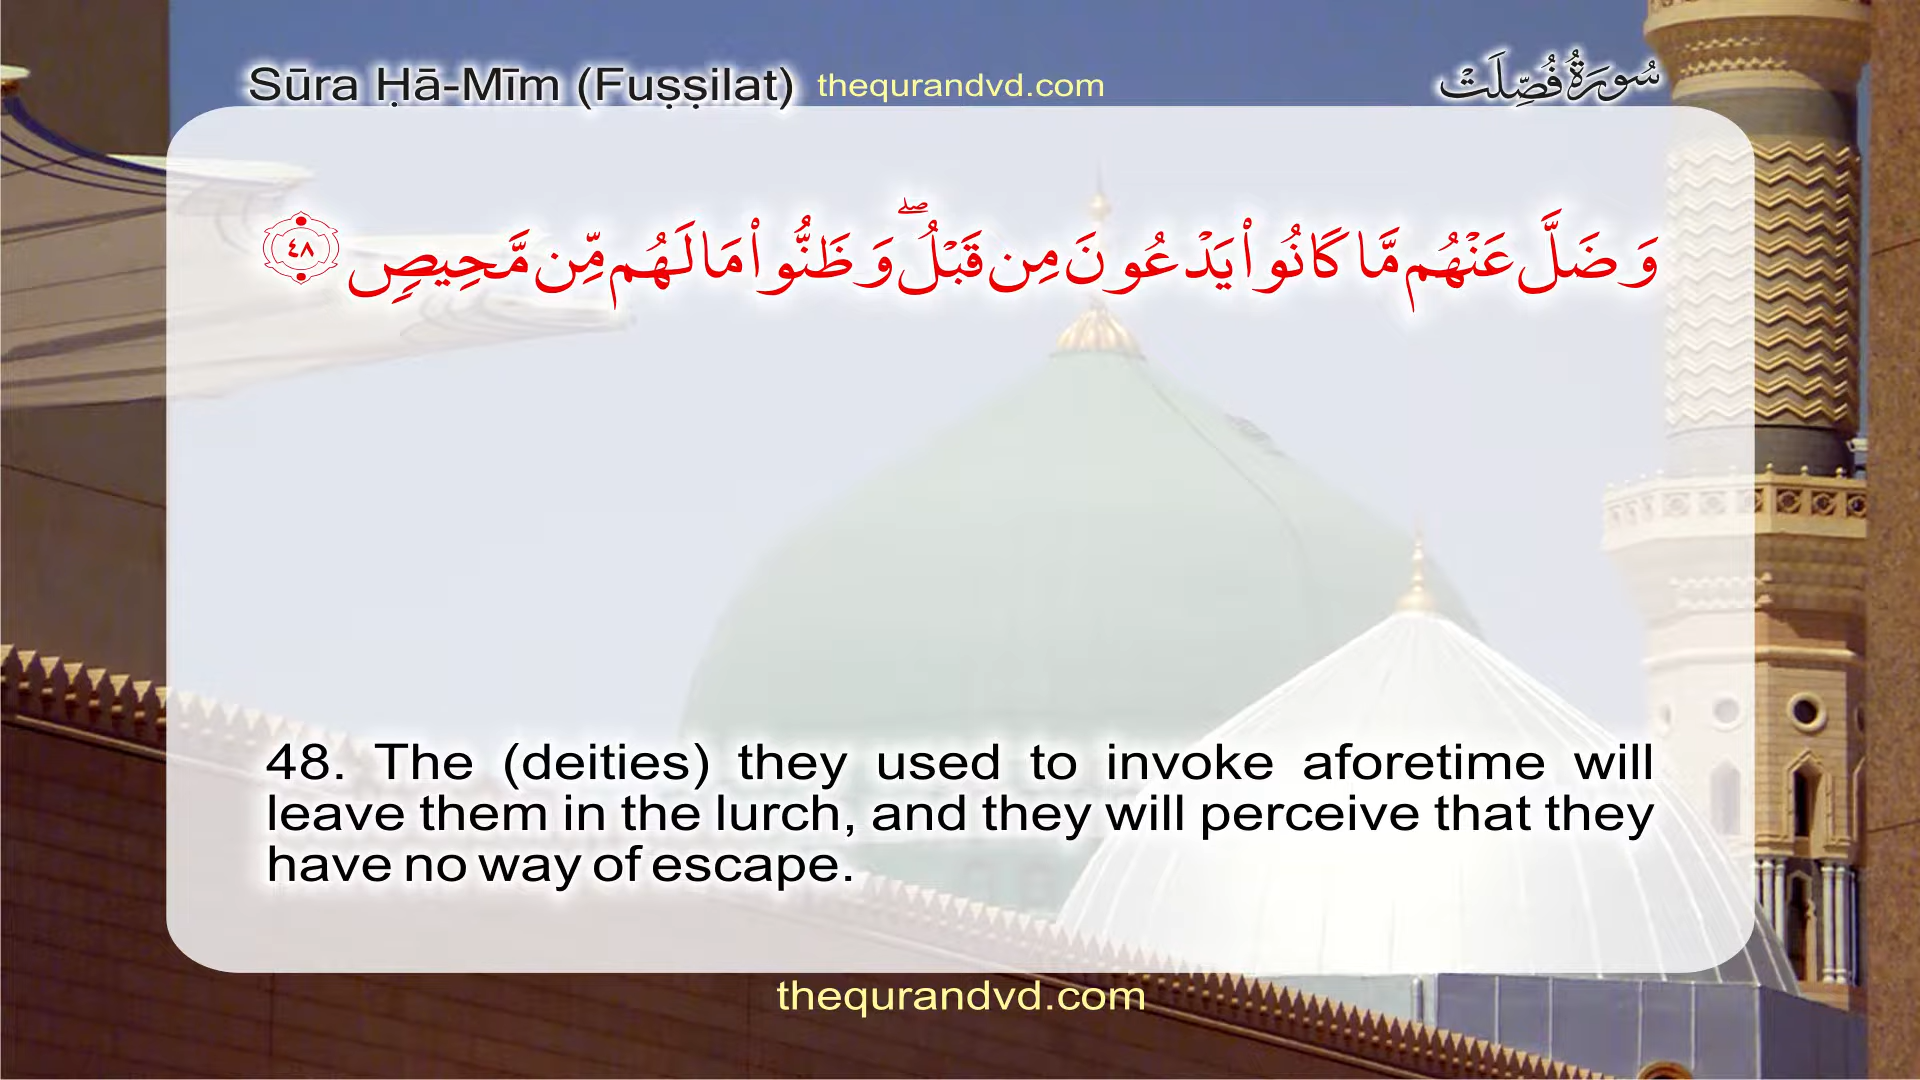 Sūra Ḥā-Mīm (Fuṣṣilat) thequrandvd.com سُورَةُ فُصِّلَتْ
وَضَلَّ عَنْهُم مَّا كَانُوا۟ يَدْعُونَ مِن قَبْلُ ۖ وَظَنُّوا۟ مَا لَهُم مِّن مَّحِيصٍ ٤٨
48. The (deities) they used to invoke aforetime will
leave them in the lurch, and they will perceive that they
have no way of escape.
thequrandvd.com